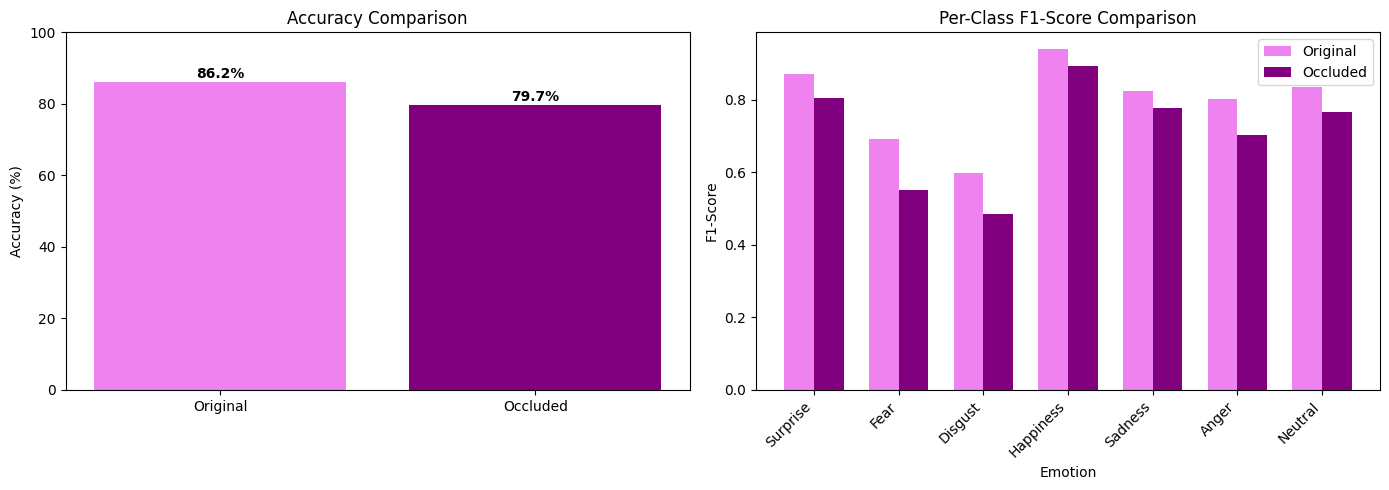 Accuracy Comparison
Accuracy (%)
100
80
60
40
20
0
86.2%
79.7%
Original
Occluded
Per-Class F1-Score Comparison
F1-Score
0.8
0.6
0.4
0.2
0.0
Original
Occluded
Surprise
Fear
Disgust
Happiness
Sadness
Anger
Neutral
Emotion